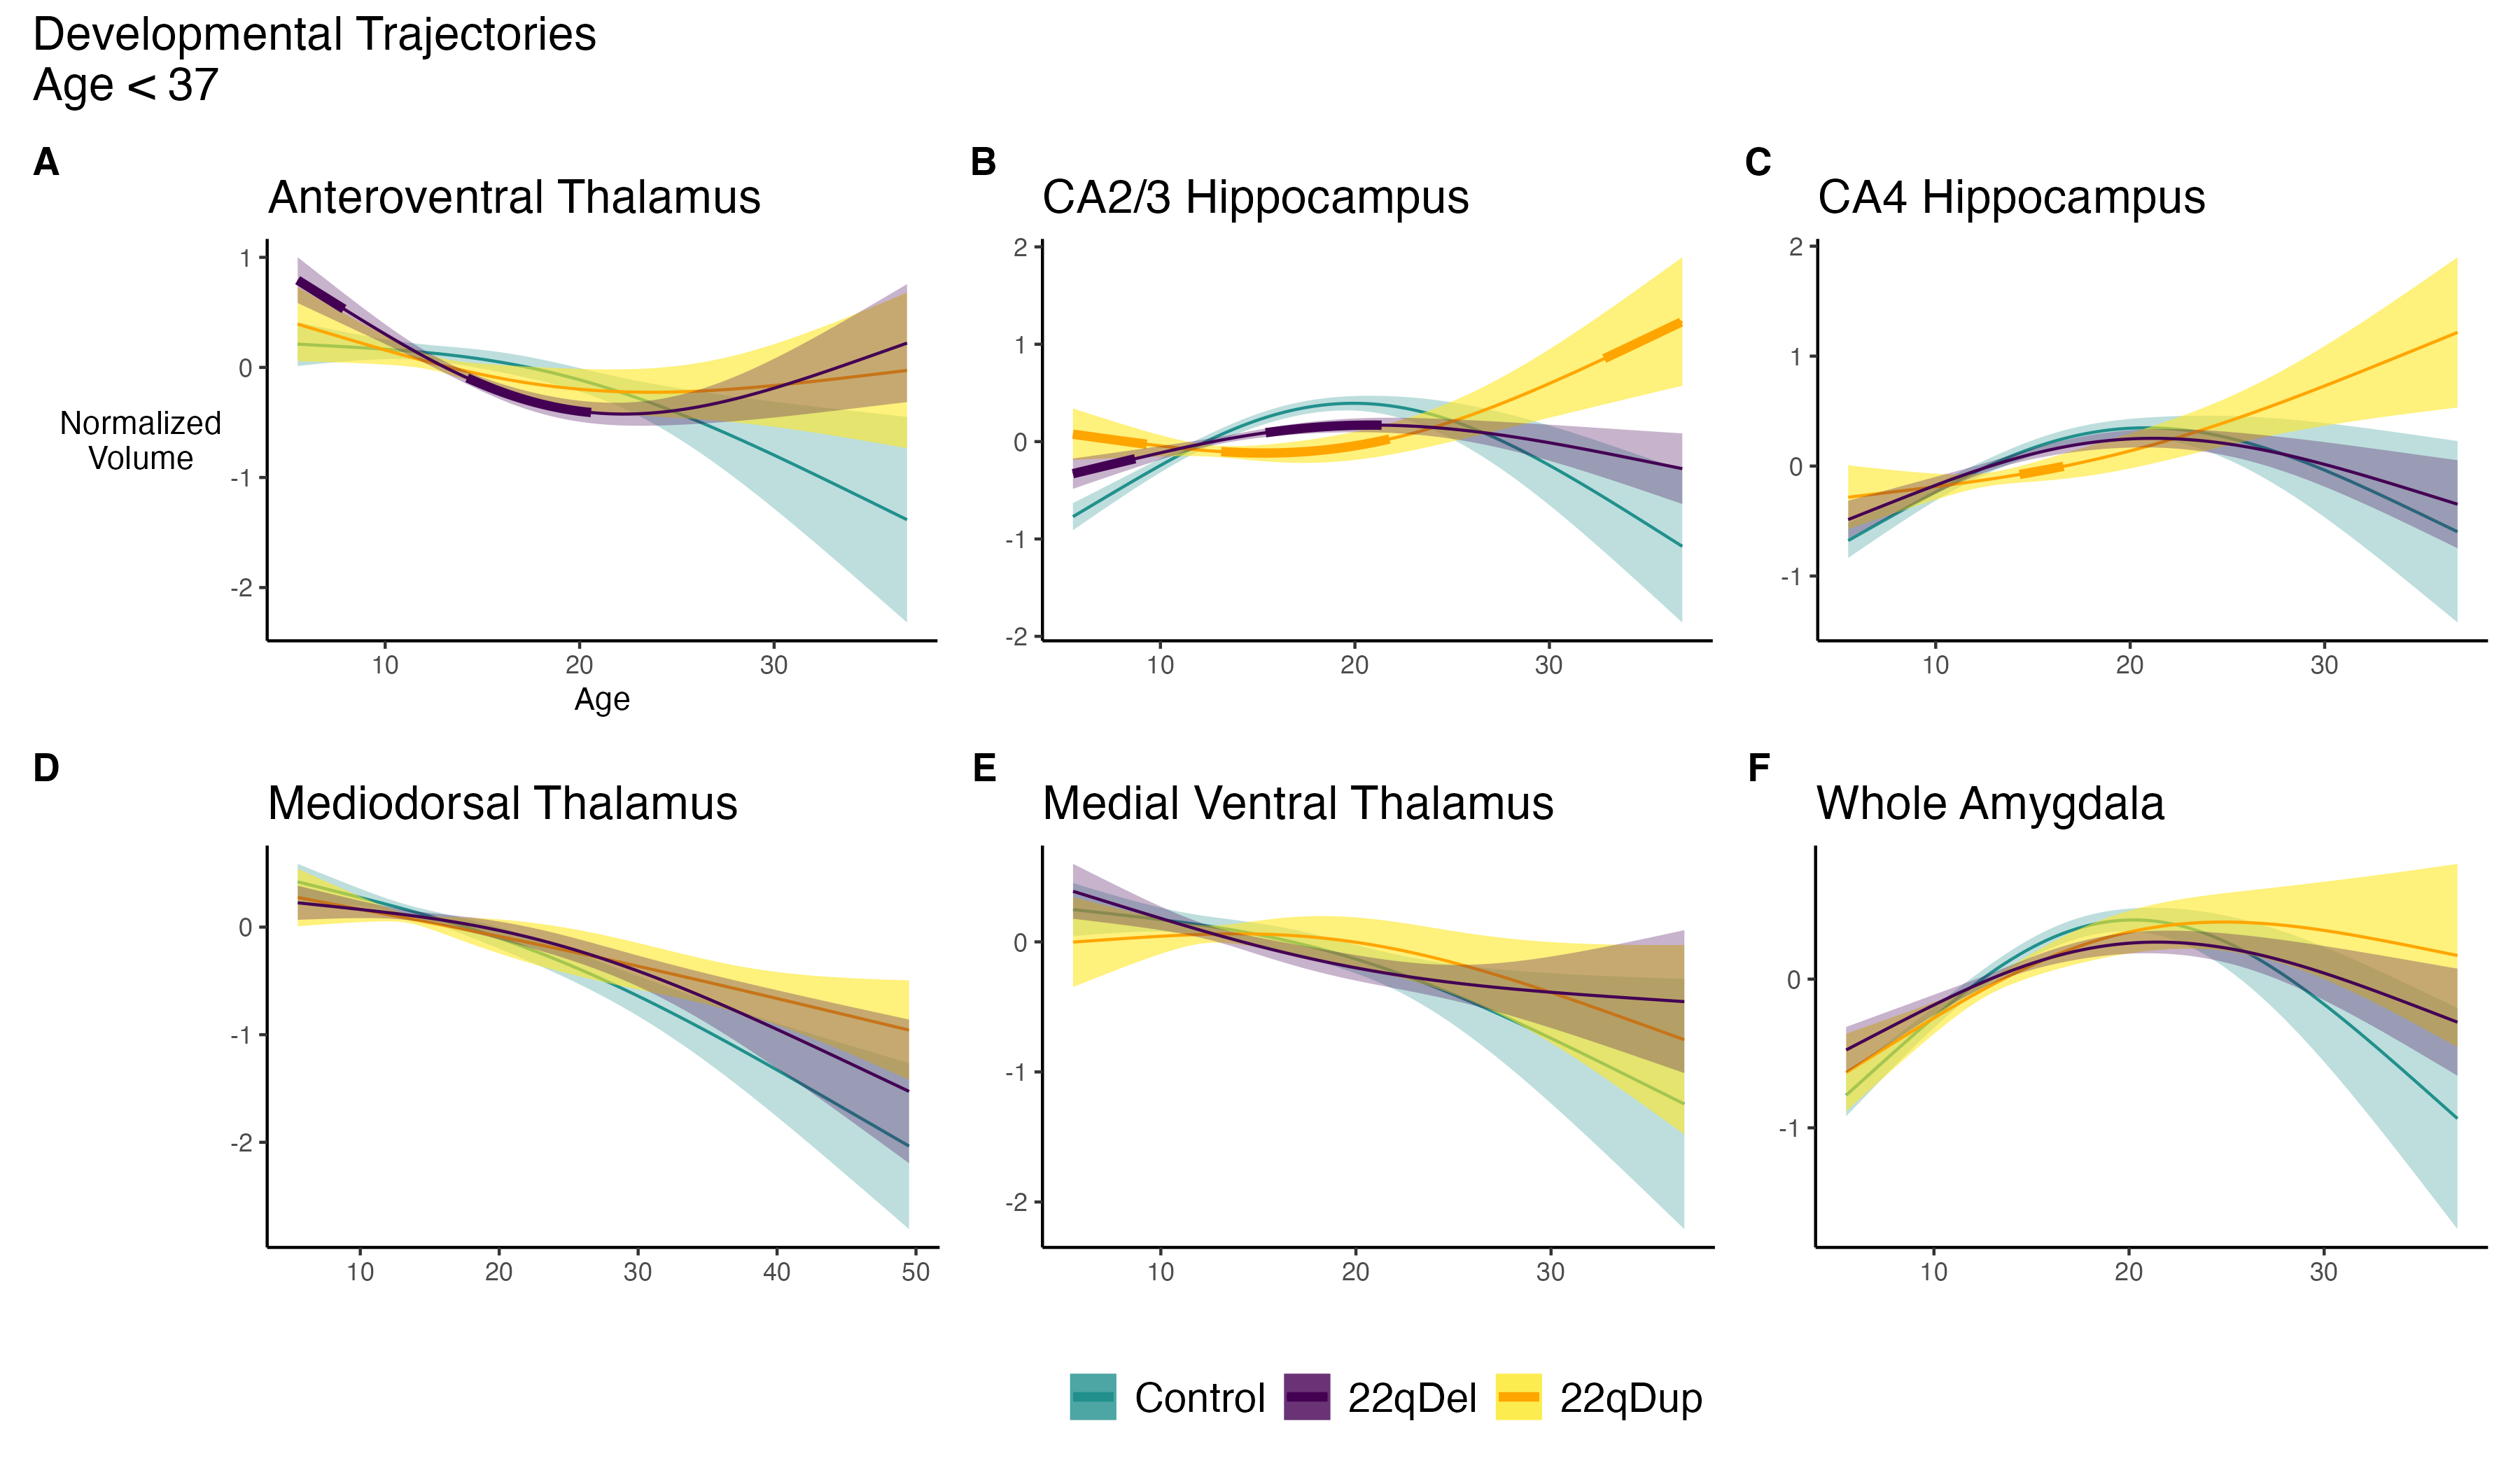 Developmental Trajectories
Age < 37
A
B
C
Anteroventral Thalamus
CA2/3 Hippocampus
CA4 Hippocampus
Normalized
Volume
1
0
-1
-2
10
20
30
Age
2
1
0
-1
-2
10
20
30
2
1
0
-1
10
20
30
D
E
F
Mediodorsal Thalamus
Medial Ventral Thalamus
Whole Amygdala
0
-1
-2
10
20
30
40
50
0
-1
-2
10
20
30
0
-1
10
20
30
Control
22qDel
22qDup